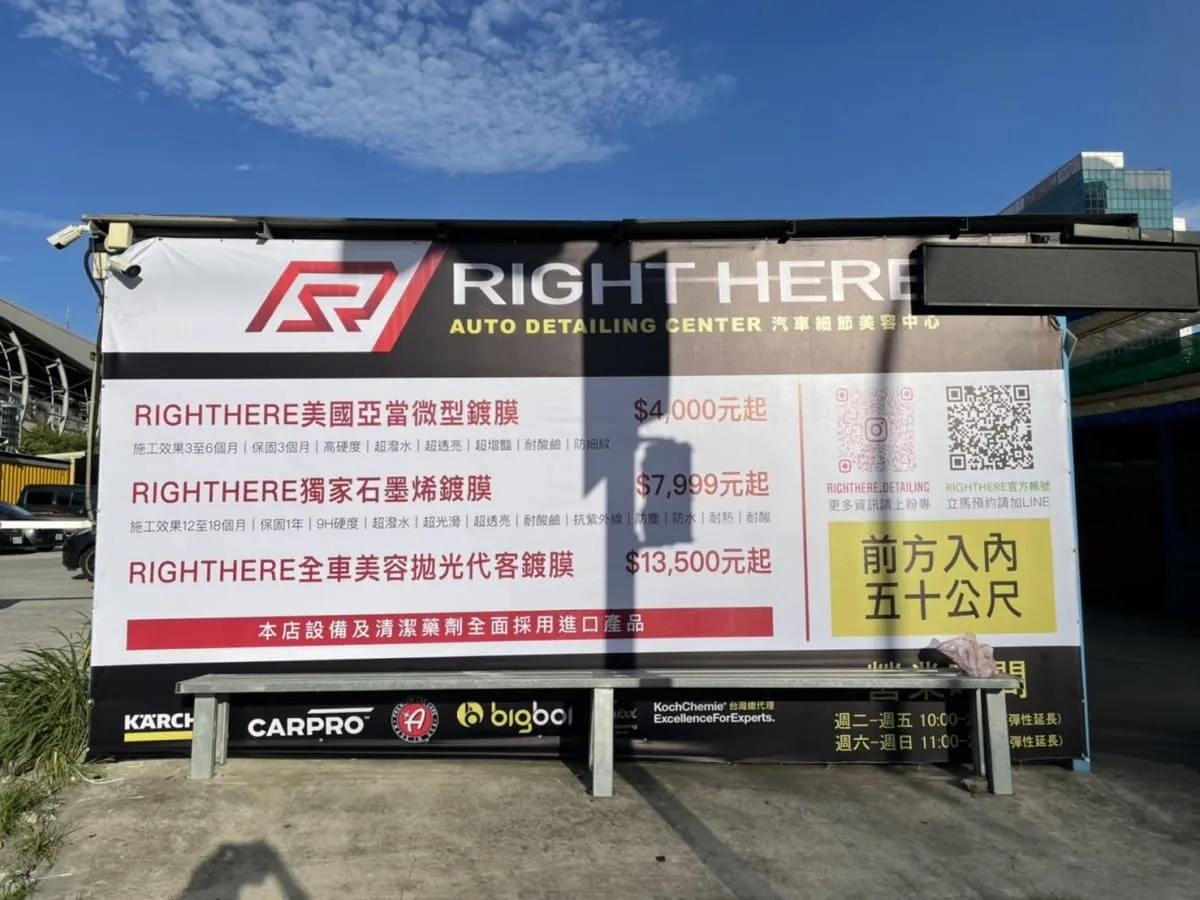 RIGHT HERE
AUTO DETAILING CENTER 汽車細節美容中心
RIGHTHERE美國亞當微型鍍膜 $4,000元起
施工效果3至6個月｜保固3個月｜高硬度｜超潑水｜超透亮｜超增豔｜耐酸鹼｜防細紋
RIGHTHERE獨家石墨烯鍍膜 $7,999元起
施工效果12至18個月｜保固1年｜9H硬度｜超潑水｜超光滑｜超透亮｜耐酸鹼｜抗紫外線｜防塵｜防水｜耐熱｜耐酸
RIGHTHERE全車美容拋光代客鍍膜 $13,500元起
本店設備及清潔藥劑全面採用進口產品
RIGHTHERE.DETAILING
更多資訊請上粉專
RIGHTHERE官方帳號
立馬預約請加LINE
前方入內
五十公尺
KÄRCH
CARPRO™
A
bigboi
KochChemie® 台灣總代理
ExcellenceForExperts.
週二-週五 10:00- 彈性延長)
週六-週日 11:00- 彈性延長)